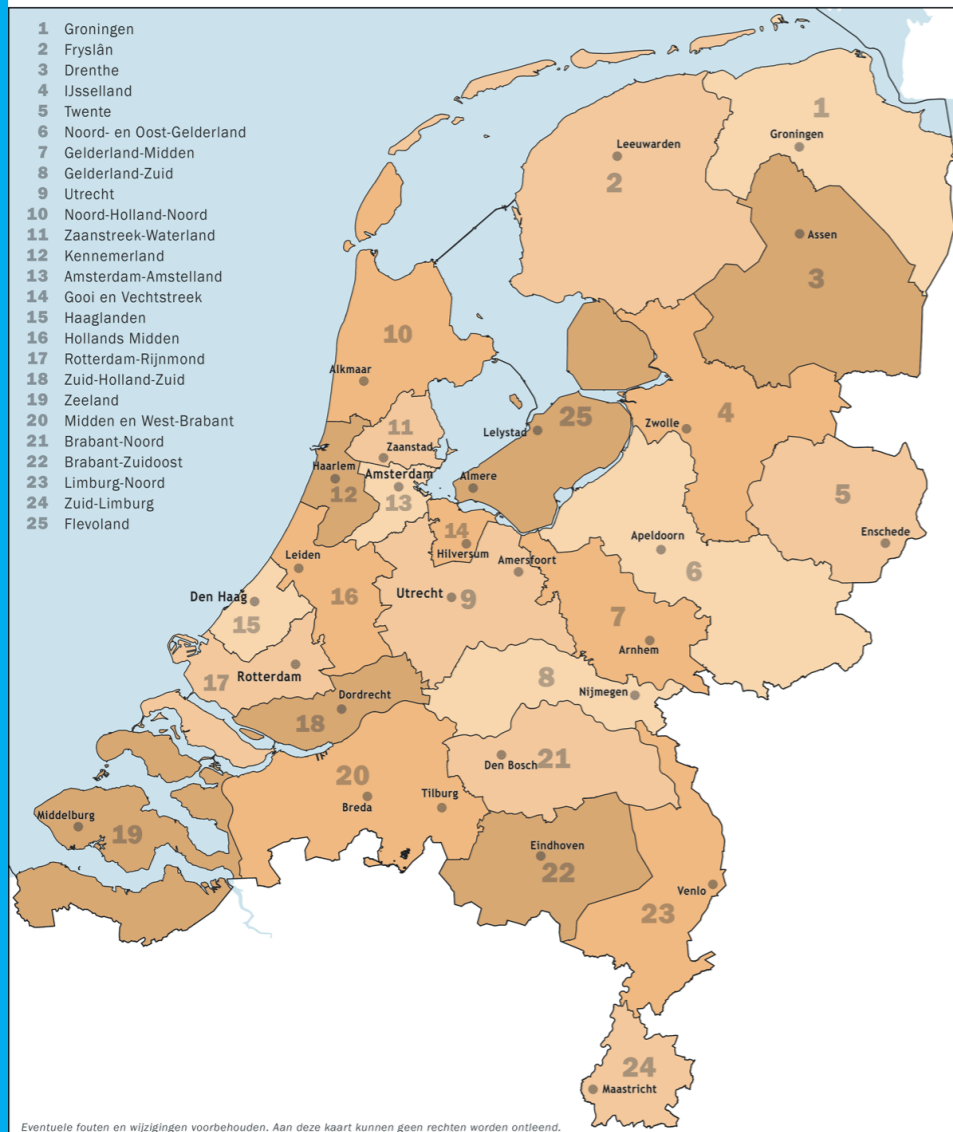 1 Groningen
2 Fryslân
3 Drenthe
4 IJsselland
5 Twente
6 Noord- en Oost-Gelderland
7 Gelderland-Midden
8 Gelderland-Zuid
9 Utrecht
10 Noord-Holland-Noord
11 Zaanstreek-Waterland
12 Kennemerland
13 Amsterdam-Amstelland
14 Gooi en Vechtstreek
15 Haaglanden
16 Hollands Midden
17 Rotterdam-Rijnmond
18 Zuid-Holland-Zuid
19 Zeeland
20 Midden en West-Brabant
21 Brabant-Noord
22 Brabant-Zuidoost
23 Limburg-Noord
24 Zuid-Limburg
25 Flevoland
1
Groningen
Leeuwarden
2
Assen
3
10
Alkmaar
11
Zaanstad
Lelystad
25
Zwolle
4
Haarlem
12
Amsterdam
13
Almere
5
Enschede
14
Hilversum
Amersfoort
Apeldoorn
6
Leiden
16
Utrecht
9
Den Haag
15
7
Arnhem
17
Rotterdam
8
Nijmegen
Dordrecht
18
Den Bosch
21
20
Breda
Tilburg
Middelburg
19
Eindhoven
22
Venlo
23
24
Maastricht
Eventuele fouten en wijzigingen voorbehouden. Aan deze kaart kunnen geen rechten worden ontleend.